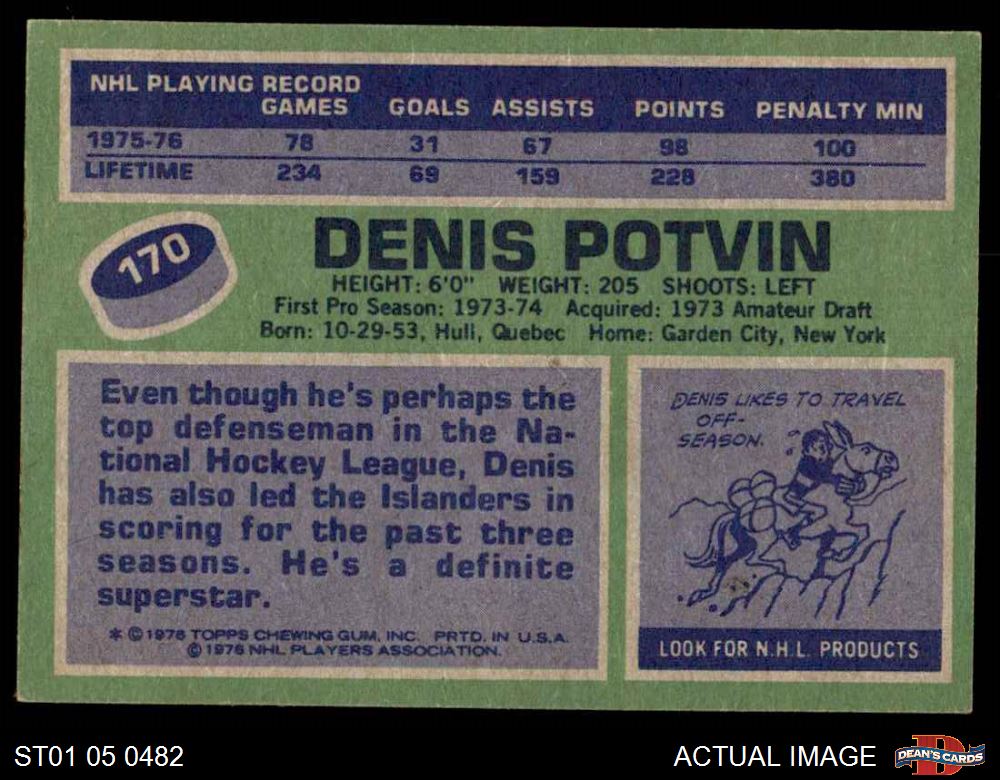 NHL PLAYING RECORD
GAMES GOALS ASSISTS POINTS PENALTY MIN
1975-76 78 31 67 98 100
LIFETIME 234 69 159 228 380
170
DENIS POTVIN
HEIGHT: 6'0" WEIGHT: 205 SHOOTS: LEFT
First Pro Season: 1973-74 Acquired: 1973 Amateur Draft
Born: 10-29-53, Hull, Quebec Home: Garden City, New York
Even though he's perhaps the
top defenseman in the Na-
tional Hockey League, Denis
has also led the Islanders in
scoring for the past three
seasons. He's a definite
superstar.
* © 1976 TOPPS CHEWING GUM, INC. PRTD. IN U.S.A.
© 1976 NHL PLAYERS ASSOCIATION.
DENIS LIKES TO TRAVEL
OFF-
SEASON.
LOOK FOR N.H.L. PRODUCTS
ST01 05 0482
ACTUAL IMAGE
D
DEAN'S CARDS